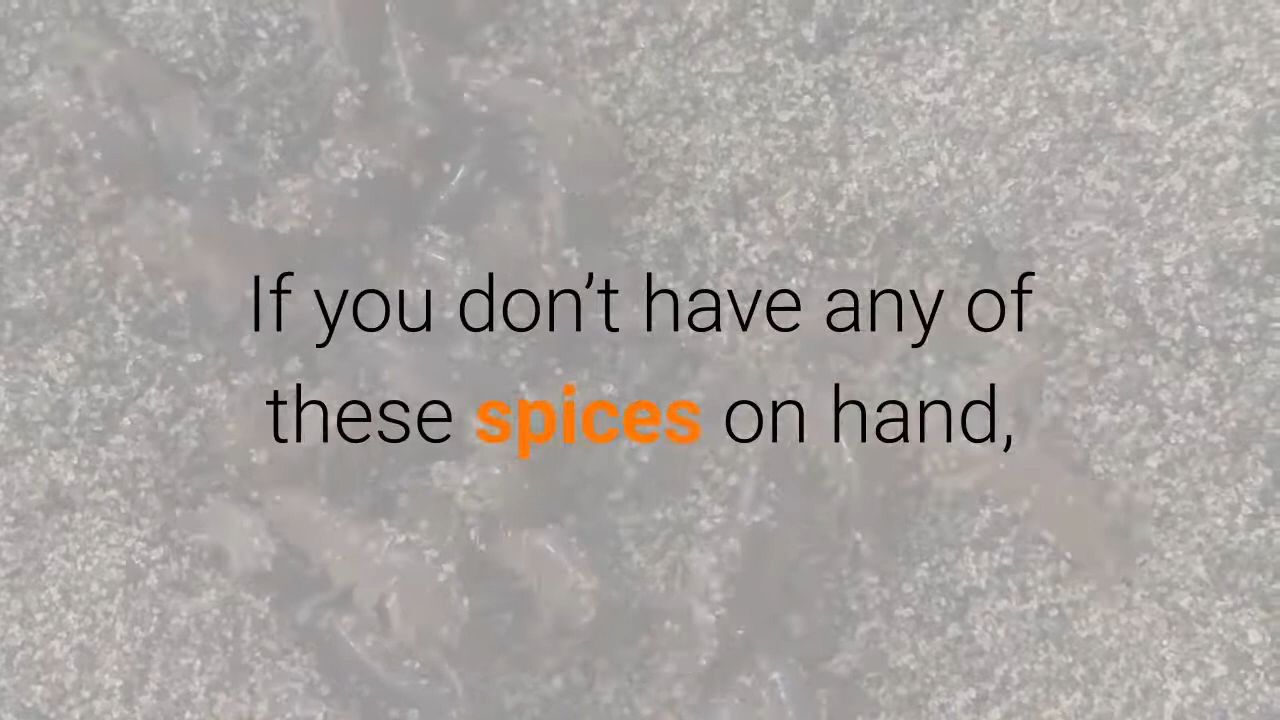 If you don’t have any of
these spices on hand,